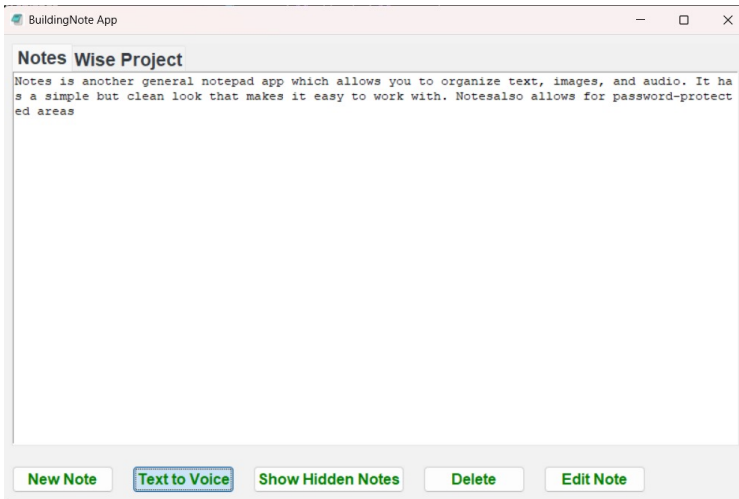 BuildingNote App
Notes Wise Project
Notes is another general notepad app which allows you to organize text, images, and audio. It ha
s a simple but clean look that makes it easy to work with. Notesalso allows for password-protect
ed areas
New Note Text to Voice Show Hidden Notes Delete Edit Note